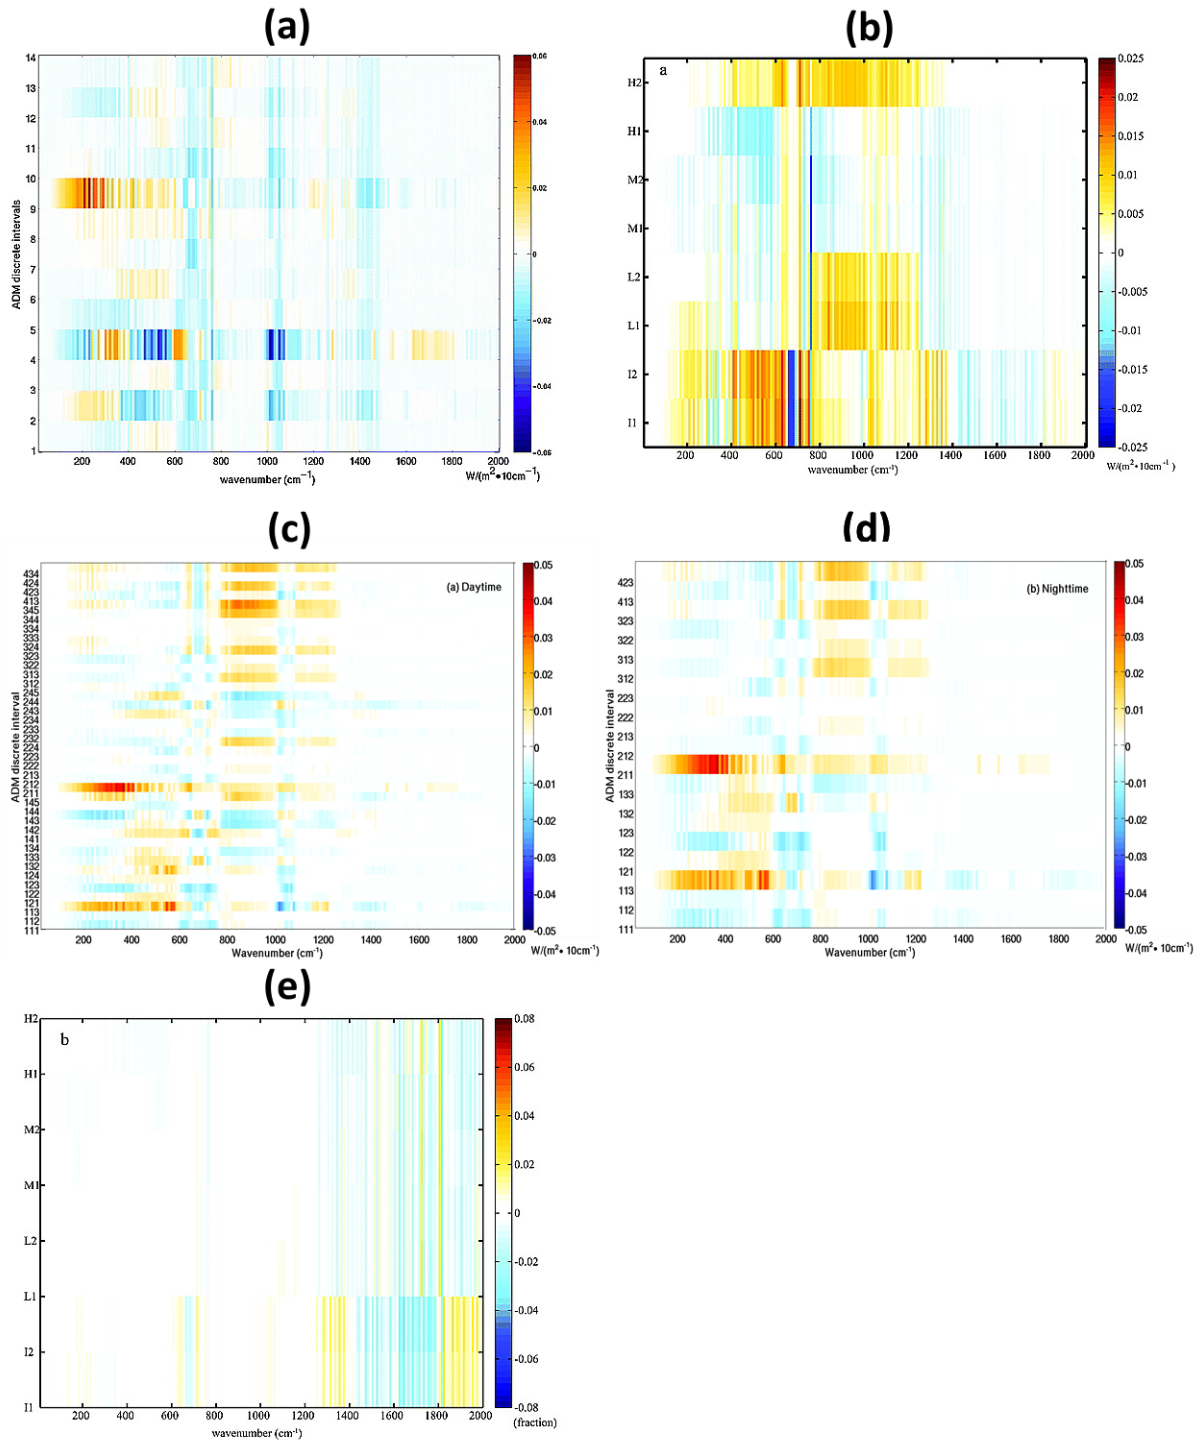 (a)
(b)
14
13
12
11
10
9
8
7
6
5
4
3
2
1
ADM discrete intervals
200 400 600 800 1000 1200 1400 1600 1800 2000
wavenumber (cm−1)
0.06
0.04
0.02
0
-0.02
-0.04
-0.06
W/(m2•10cm−1)
a
H2
H1
M2
M1
L2
L1
I2
I1
200 400 600 800 1000 1200 1400 1600 1800 2000
wavenumber (cm-1)
0.025
0.02
0.015
0.01
0.005
0
-0.005
-0.01
-0.015
-0.02
-0.025
W/(m2•10cm-1)
(c)
(d)
(a) Daytime
434
424
423
413
345
344
334
333
324
323
322
313
312
245
244
243
234
233
232
224
223
222
213
212
211
145
144
143
142
141
134
133
132
124
123
122
121
113
112
111
ADM discrete interval
200 400 600 800 1000 1200 1400 1600 1800 2000
Wavenumber (cm-1)
0.05
0.04
0.03
0.02
0.01
0
-0.01
-0.02
-0.03
-0.04
-0.05
W/(m2• 10cm-1)
(b) Nighttime
423
413
323
322
313
312
223
222
213
212
211
133
132
123
122
121
113
112
111
ADM discrete interval
200 400 600 800 1000 1200 1400 1600 1800 2000
Wavenumber (cm-1)
0.05
0.04
0.03
0.02
0.01
0
-0.01
-0.02
-0.03
-0.04
-0.05
W/(m2• 10cm-1)
(e)
b
H2
H1
M2
M1
L2
L1
I2
I1
200 400 600 800 1000 1200 1400 1600 1800 2000
wavenumber (cm-1)
0.08
0.06
0.04
0.02
0
-0.02
-0.04
-0.06
-0.08
(fraction)